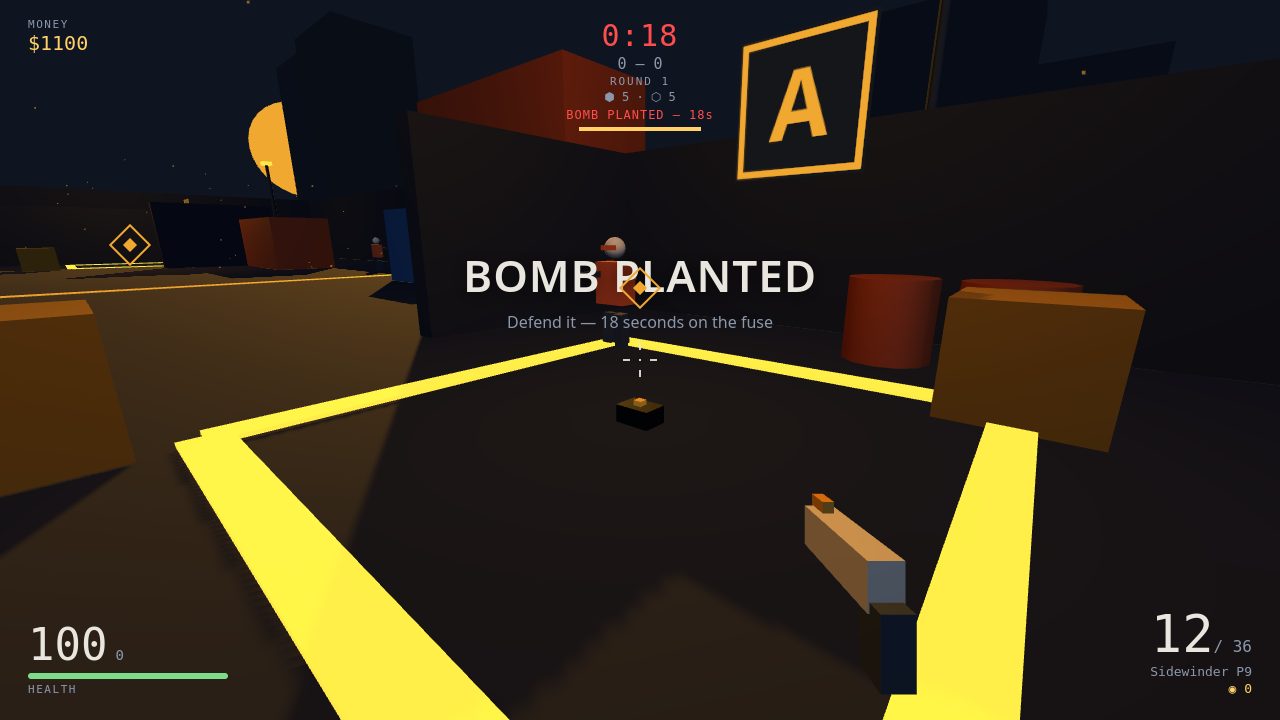 MONEY
$1100
0:18
0 — 0
ROUND 1
⬢ 5 · ⬡ 5
BOMB PLANTED — 18s
A
BOMB PLANTED
Defend it — 18 seconds on the fuse
100 0
HEALTH
12 / 36
Sidewinder P9
◉ 0